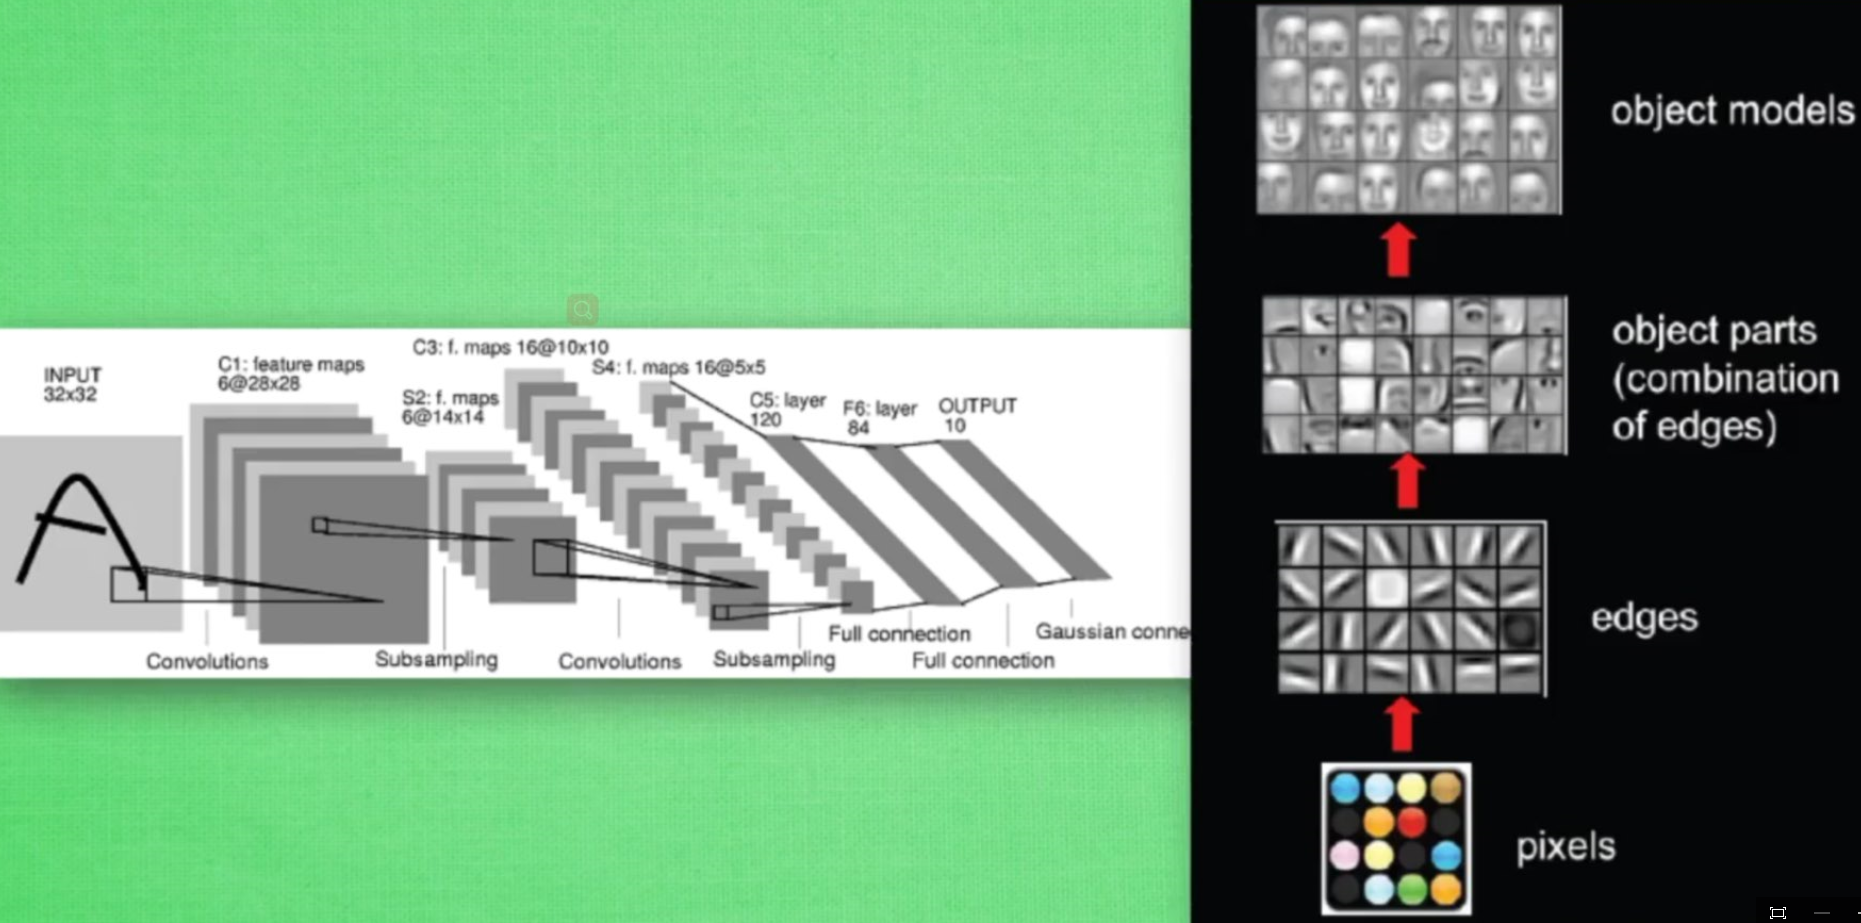 INPUT
32x32
C1: feature maps
6@28x28
S2: f. maps
6@14x14
C3: f. maps 16@10x10
S4: f. maps 16@5x5
C5: layer
120
F6: layer
84
OUTPUT
10
Convolutions
Subsampling
Convolutions
Subsampling
Full connection
Full connection
Gaussian conne
object models
object parts
(combination
of edges)
edges
pixels
A